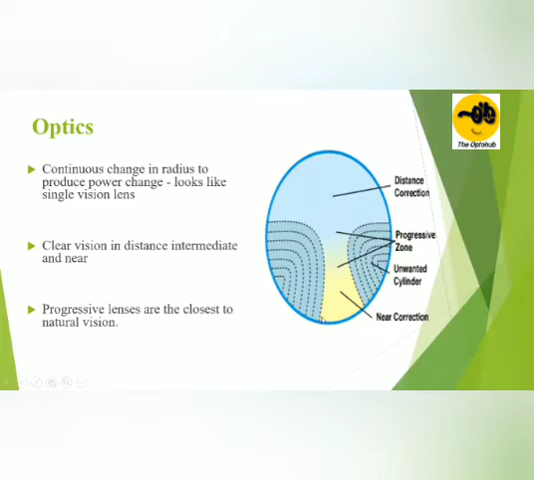 Optics
Continuous change in radius to
produce power change - looks like
single vision lens
Clear vision in distance intermediate
and near
Progressive lenses are the closest to
natural vision.
Distance
Correction
Progressive
Zone
Unwanted
Cylinder
Near Correction
The Optohub